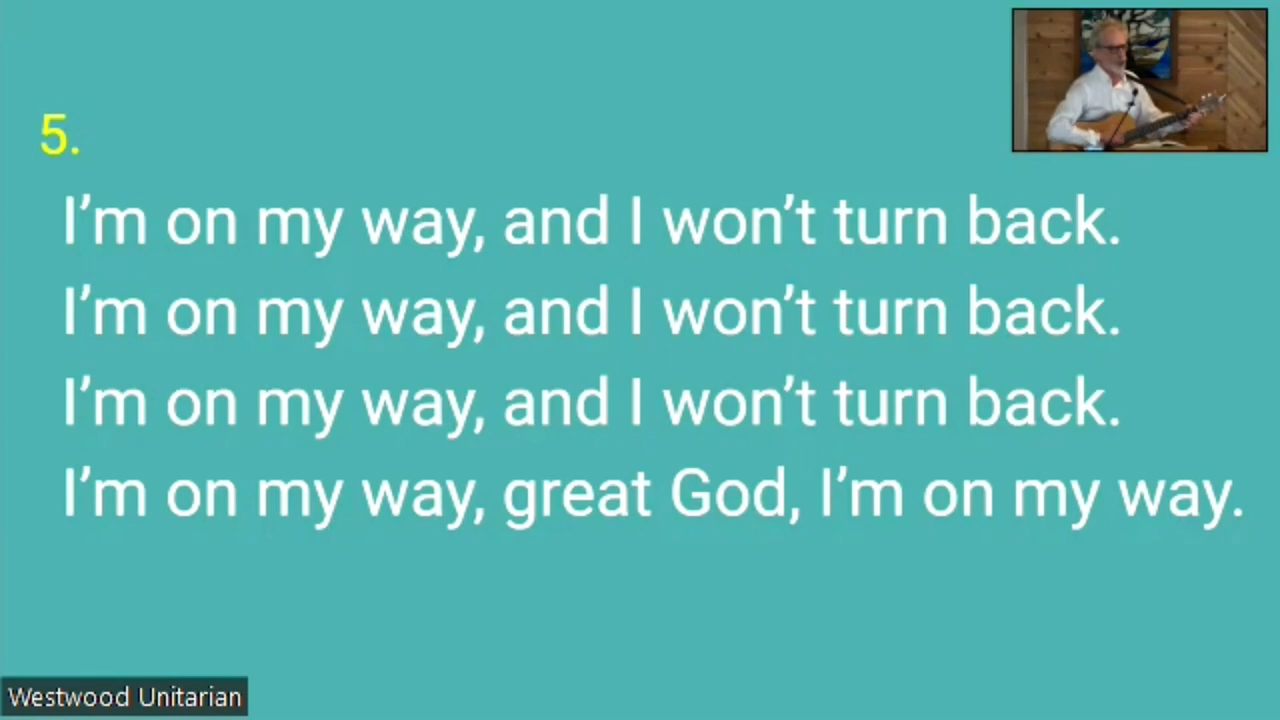 5.
I’m on my way, and I won’t turn back.
I’m on my way, and I won’t turn back.
I’m on my way, and I won’t turn back.
I’m on my way, great God, I’m on my way.
Westwood Unitarian